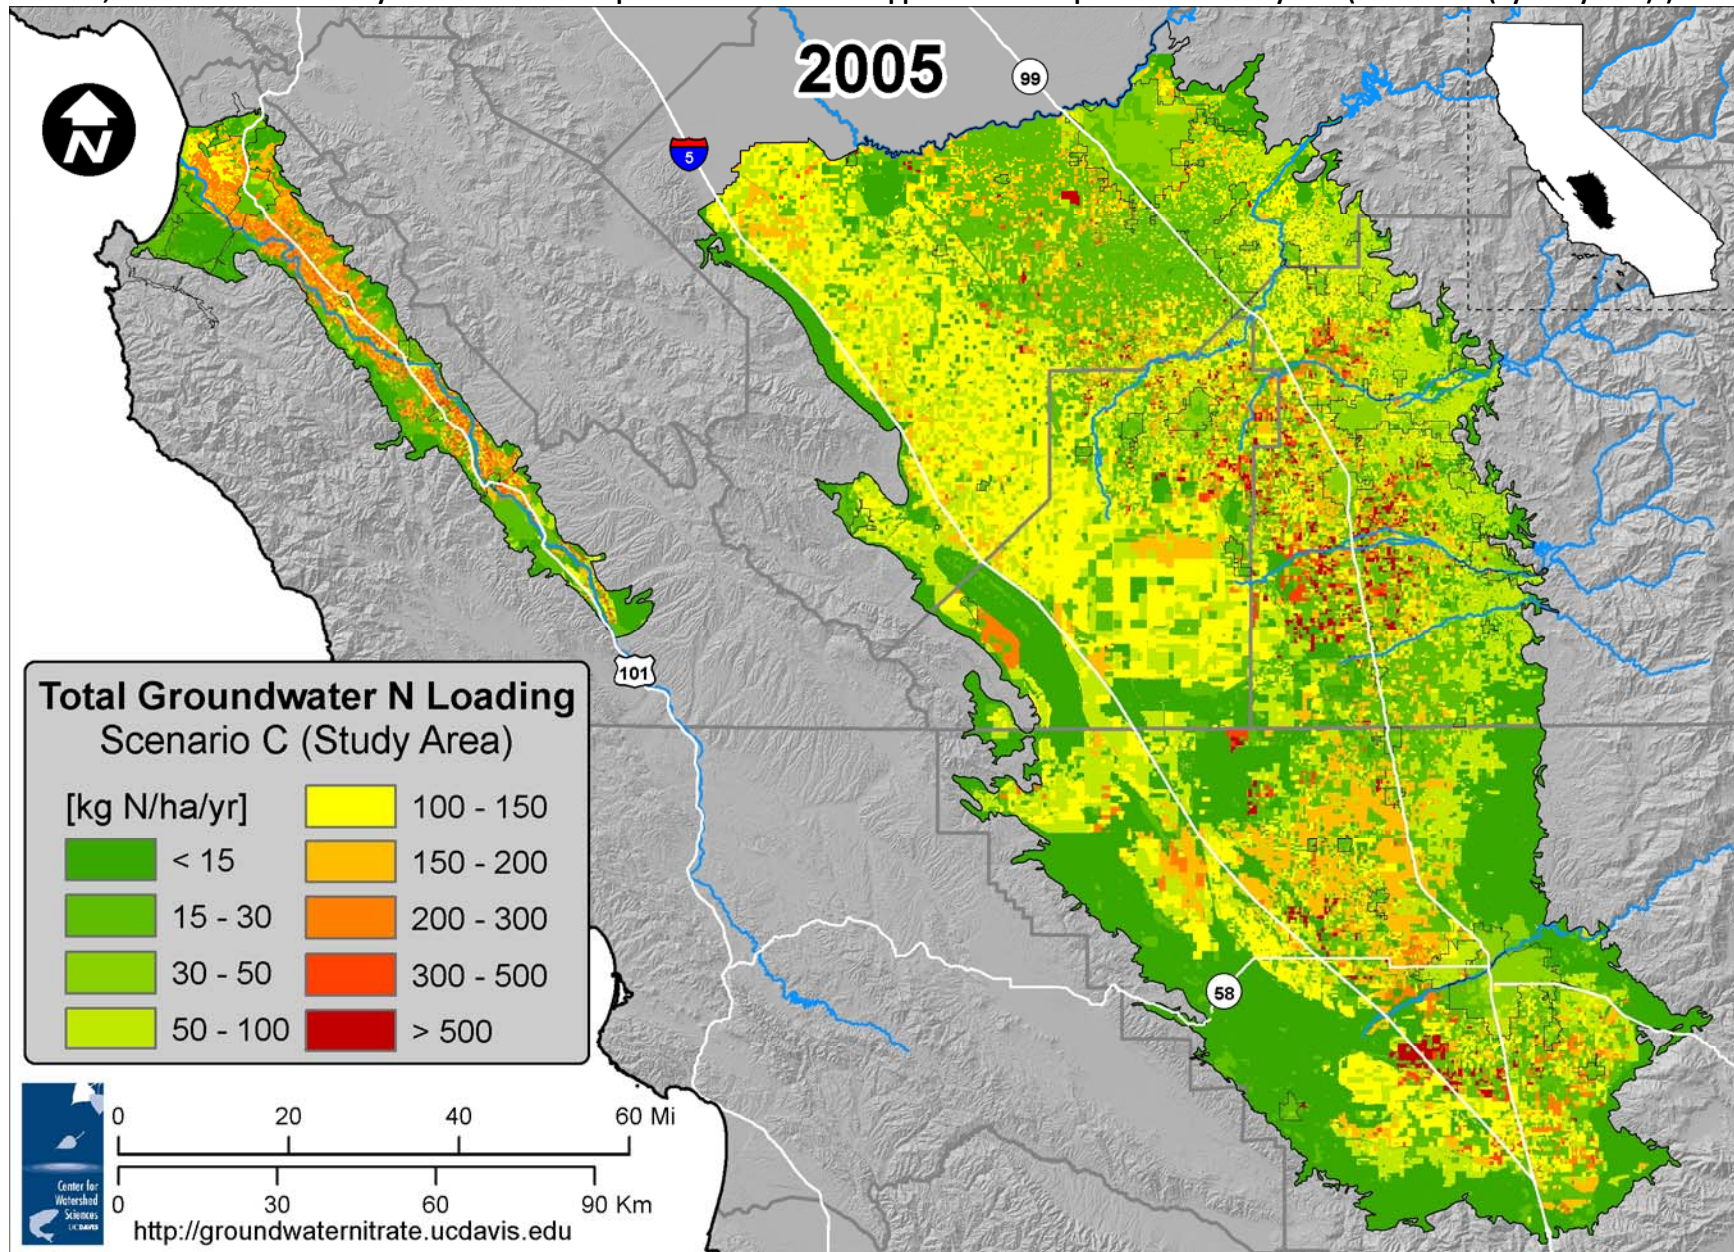 2005
99
N
5
101
Total Groundwater N Loading
Scenario C (Study Area)
[kg N/ha/yr]
< 15
15 - 30
30 - 50
50 - 100
100 - 150
150 - 200
200 - 300
300 - 500
> 500
58
0 20 40 60 Mi
0 30 60 90 Km
Center for
Watershed
Sciences
UC DAVIS
http://groundwaternitrate.ucdavis.edu